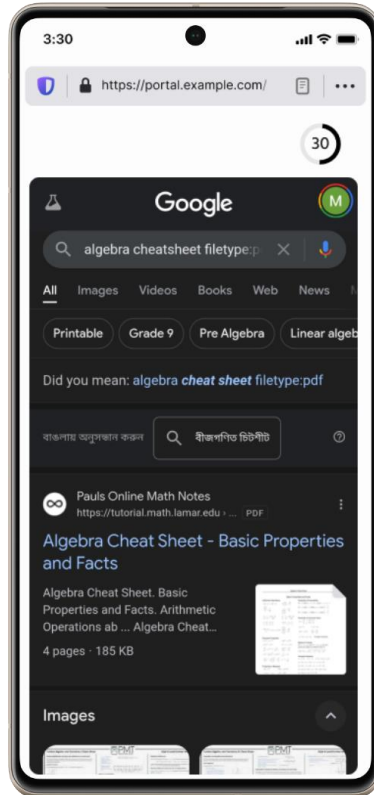 3:30
https://portal.example.com/
30
Google
M
algebra cheatsheet filetype:p
All Images Videos Books Web News
Printable Grade 9 Pre Algebra Linear algeb
Did you mean: algebra cheat sheet filetype:pdf
বাঙলায় অনুসন্ধান করুন বীজগণিত চিটশীট
Pauls Online Math Notes
https://tutorial.math.lamar.edu › ... PDF
Algebra Cheat Sheet - Basic Properties
and Facts
Algebra Cheat Sheet. Basic
Properties and Facts. Arithmetic
Operations ab ... Algebra Cheat...
4 pages · 185 KB
Images